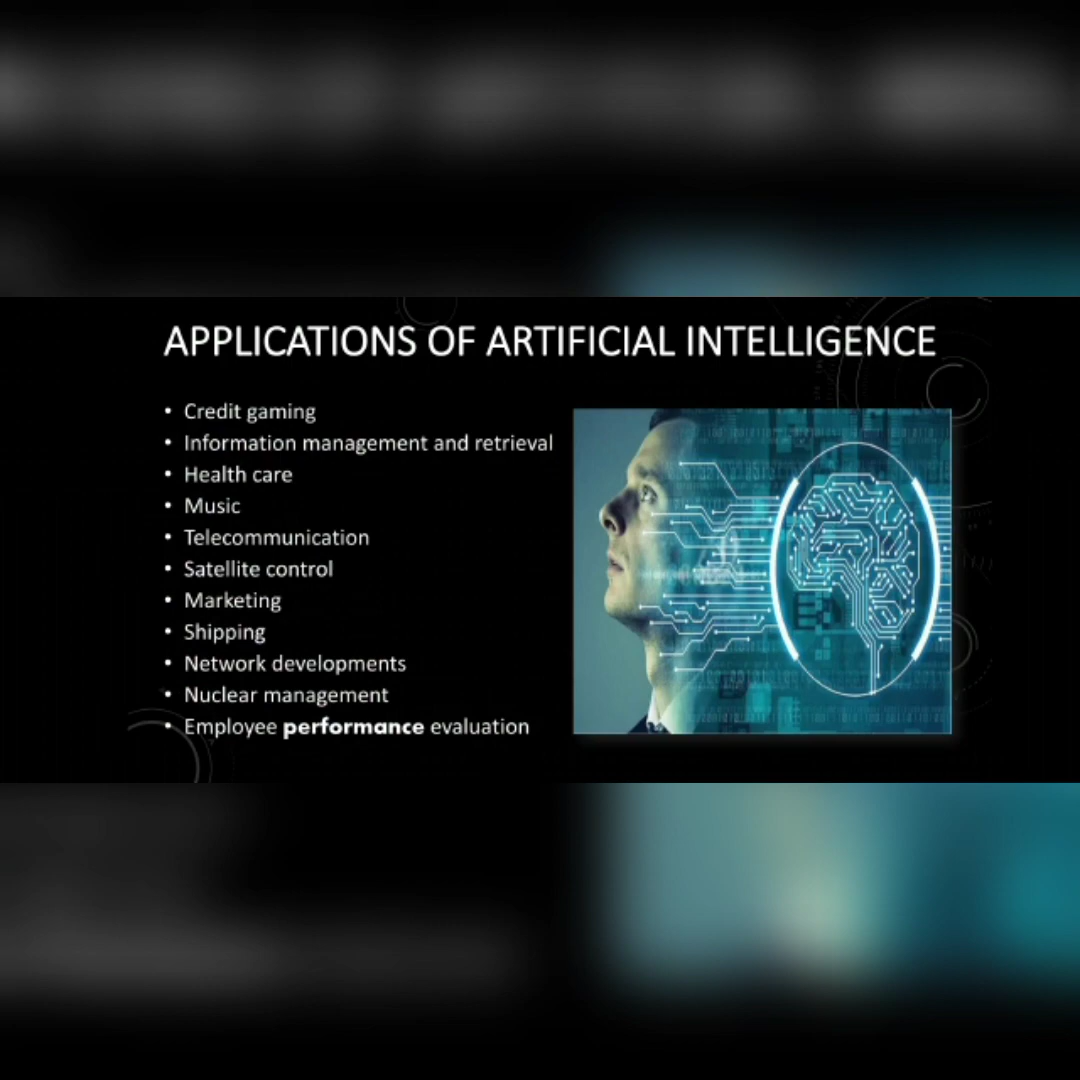 APPLICATIONS OF ARTIFICIAL INTELLIGENCE
• Credit gaming
• Information management and retrieval
• Health care
• Music
• Telecommunication
• Satellite control
• Marketing
• Shipping
• Network developments
• Nuclear management
• Employee performance evaluation